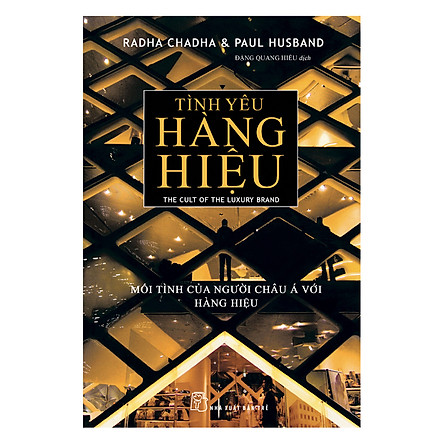 RADHA CHADHA & PAUL HUSBAND
ĐẶNG QUANG HIẾU dịch
TÌNH YÊU
HÀNG
HIỆU
THE CULT OF THE LUXURY BRAND
MỐI TÌNH CỦA NGƯỜI CHÂU Á VỚI
HÀNG HIỆU
NHÀ XUẤT BẢN TRẺ